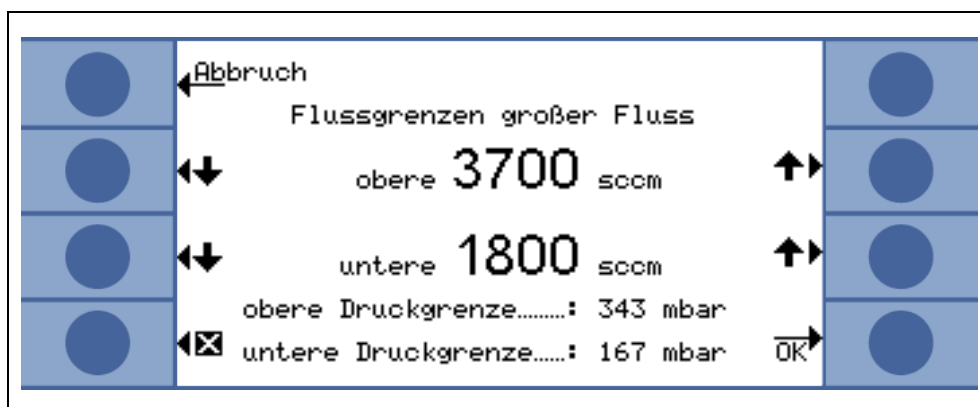 Abbruch
Flussgrenzen großer Fluss
obere 3700 sccm
untere 1800 sccm
obere Druckgrenze........: 343 mbar
untere Druckgrenze.....: 167 mbar
OK